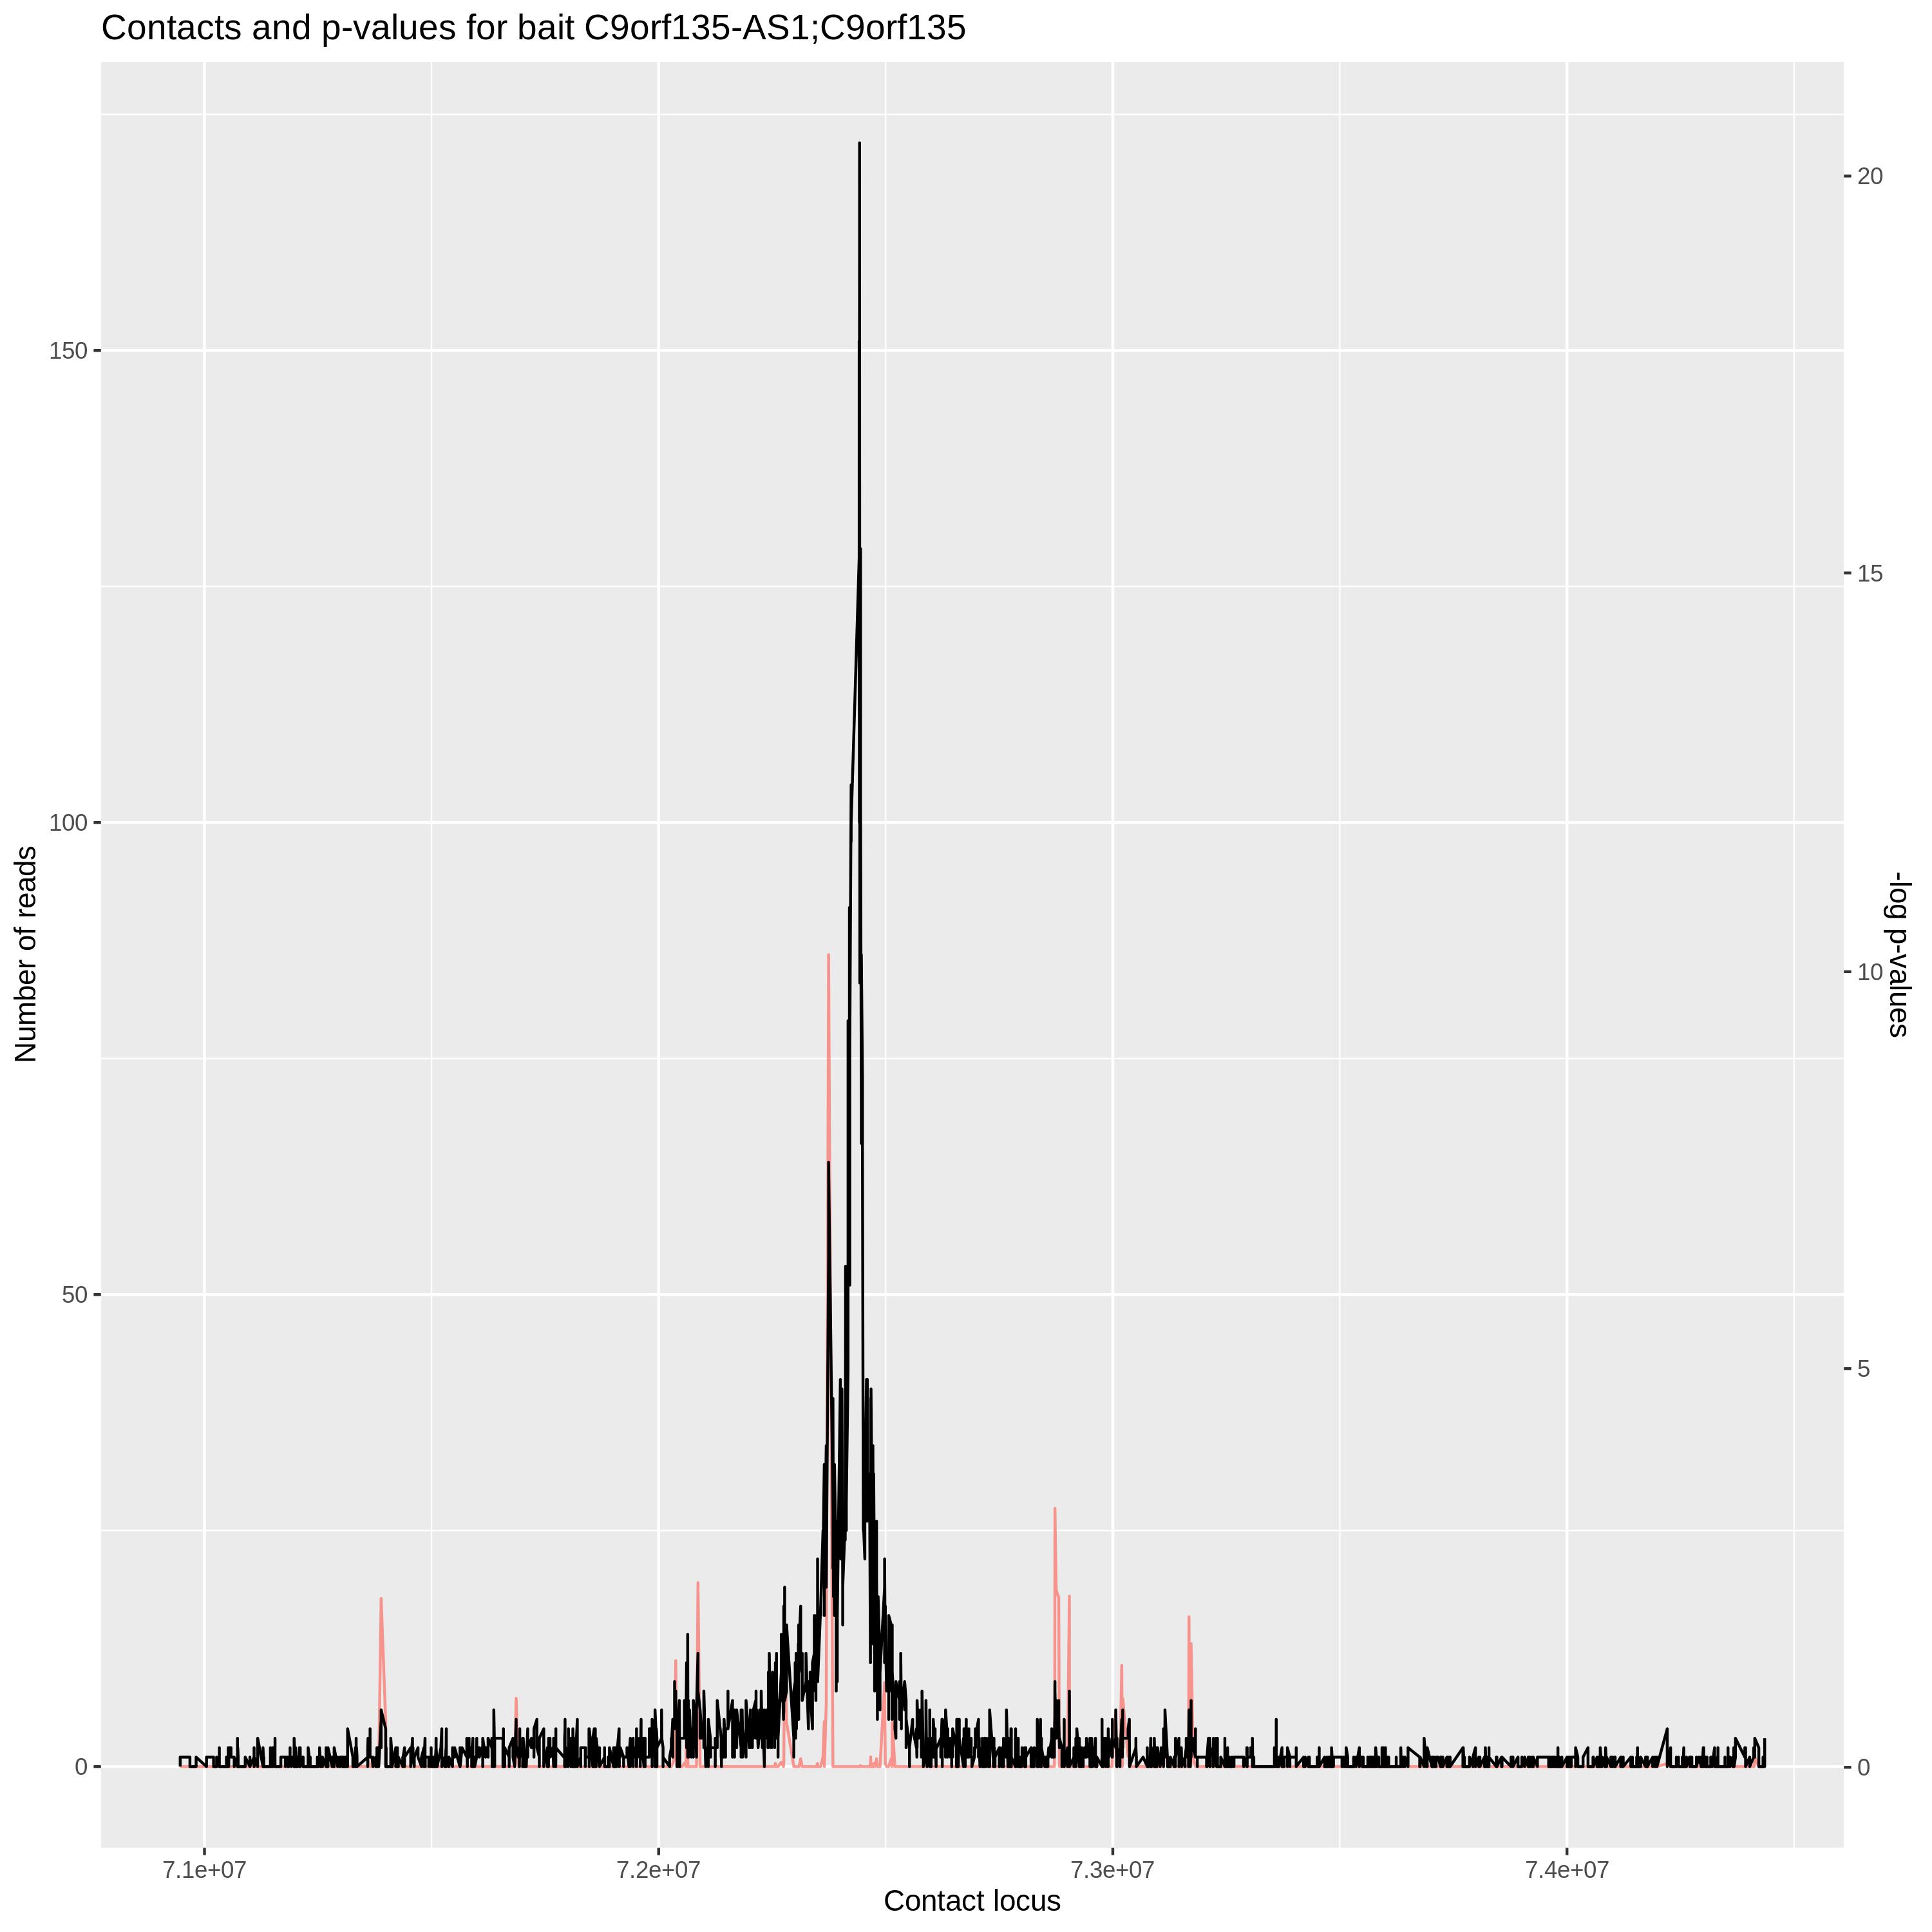 Contacts and p-values for bait C9orf135-AS1;C9orf135
150
100
50
0
Number of reads
20
15
10
5
0
-log p-values
7.1e+07
7.2e+07
7.3e+07
7.4e+07
Contact locus